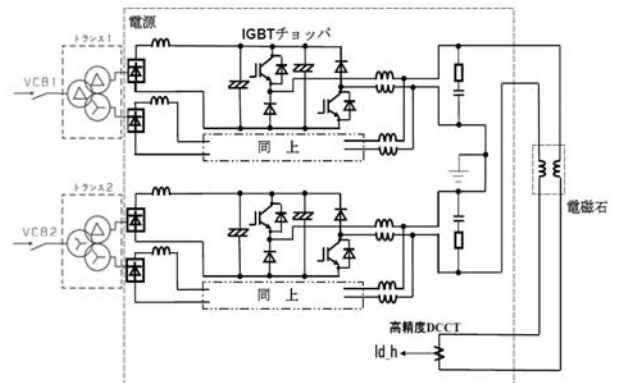 電源
トランス1
IGBTチョッパ
VCB1
同 上
トランス2
VCB2
電磁石
同 上
高精度DCCT
Id_h